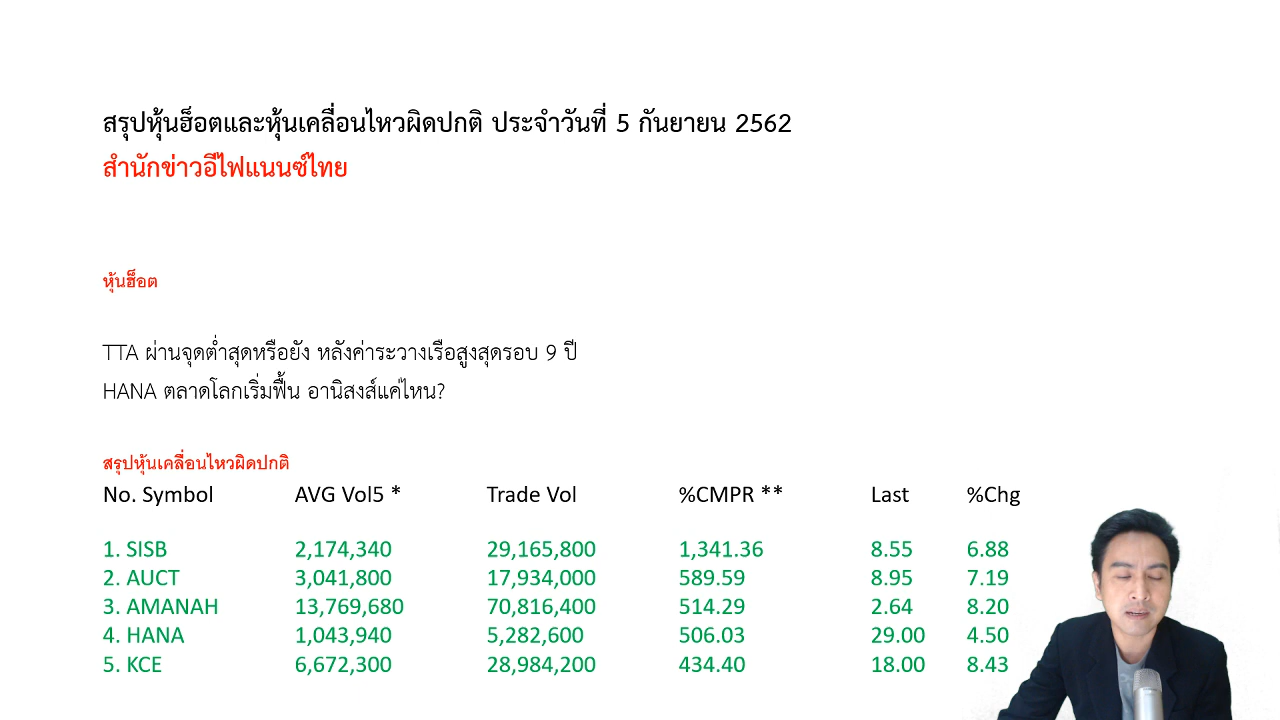 สรุปหุ้นฮ็อตและหุ้นเคลื่อนไหวผิดปกติ ประจำวันที่ 5 กันยายน 2562
สำนักข่าวอีไฟแนนซ์ไทย
หุ้นฮ็อต
TTA ผ่านจุดต่ำสุดหรือยัง หลังค่าระวางเรือสูงสุดรอบ 9 ปี
HANA ตลาดโลกเริ่มฟื้น อานิสงส์แค่ไหน?
สรุปหุ้นเคลื่อนไหวผิดปกติ
No. Symbol AVG Vol5 * Trade Vol %CMPR ** Last %Chg
1. SISB 2,174,340 29,165,800 1,341.36 8.55 6.88
2. AUCT 3,041,800 17,934,000 589.59 8.95 7.19
3. AMANAH 13,769,680 70,816,400 514.29 2.64 8.20
4. HANA 1,043,940 5,282,600 506.03 29.00 4.50
5. KCE 6,672,300 28,984,200 434.40 18.00 8.43